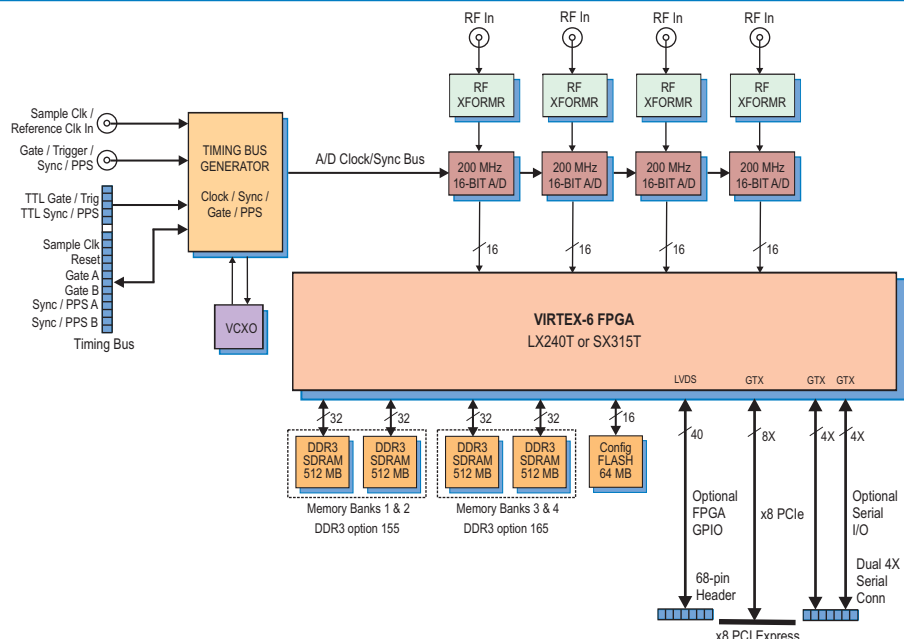 RF In
RF In
RF In
RF In
RF
XFORMR
RF
XFORMR
RF
XFORMR
RF
XFORMR
Sample Clk /
Reference Clk In
Gate / Trigger /
Sync / PPS
TTL Gate / Trig
TTL Sync / PPS
Sample Clk
Reset
Gate A
Gate B
Sync / PPS A
Sync / PPS B
Timing Bus
TIMING BUS
GENERATOR
Clock / Sync /
Gate / PPS
VCXO
A/D Clock/Sync Bus
200 MHz
16-BIT A/D
200 MHz
16-BIT A/D
200 MHz
16-BIT A/D
200 MHz
16-BIT A/D
16
16
16
16
VIRTEX-6 FPGA
LX240T or SX315T
LVDS
GTX
GTX
GTX
32
32
32
32
16
40
8X
4X
4X
DDR3
SDRAM
512 MB
DDR3
SDRAM
512 MB
DDR3
SDRAM
512 MB
DDR3
SDRAM
512 MB
Config
FLASH
64 MB
Memory Banks 1 & 2
DDR3 option 155
Memory Banks 3 & 4
DDR3 option 165
Optional
FPGA
GPIO
x8 PCIe
Optional
Serial
I/O
68-pin
Header
Dual 4X
Serial
Conn
x8 PCI Express